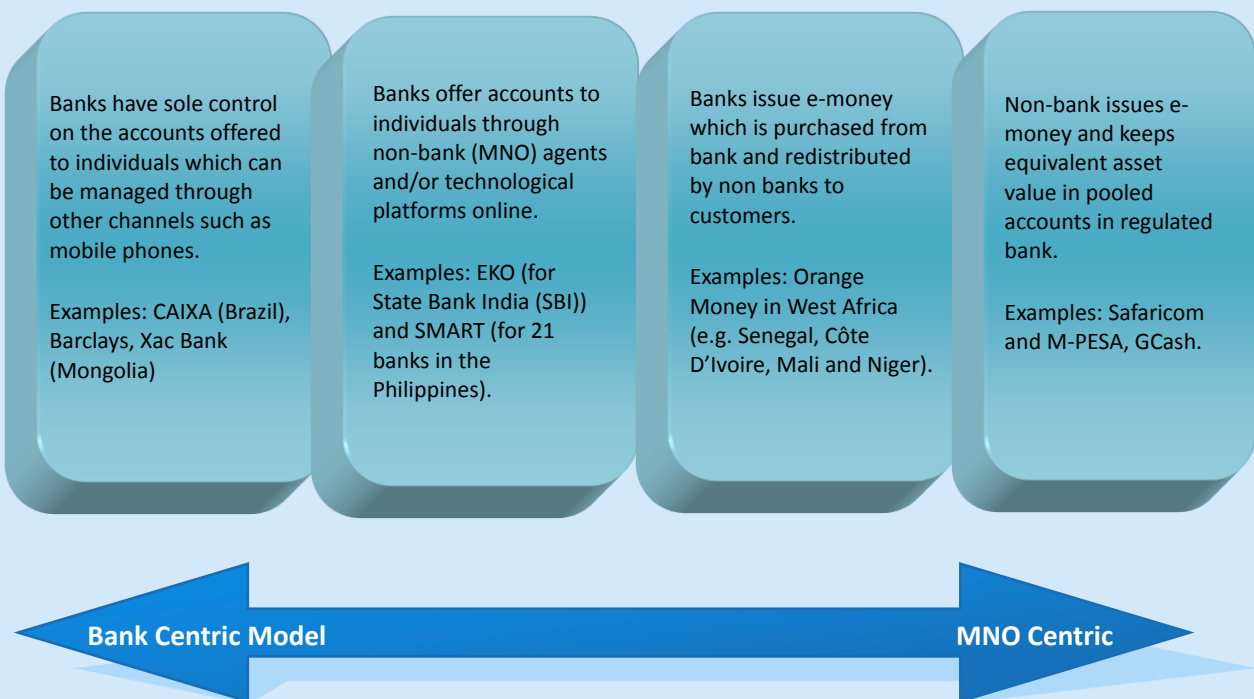 Banks have sole control
on the accounts offered
to individuals which can
be managed through
other channels such as
mobile phones.
Examples: CAIXA (Brazil),
Barclays, Xac Bank
(Mongolia)
Banks offer accounts to
individuals through
non-bank (MNO) agents
and/or technological
platforms online.
Examples: EKO (for
State Bank India (SBI))
and SMART (for 21
banks in the
Philippines).
Banks issue e-money
which is purchased from
bank and redistributed
by non banks to
customers.
Examples: Orange
Money in West Africa
(e.g. Senegal, Côte
D’Ivoire, Mali and Niger).
Non-bank issues e-
money and keeps
equivalent asset
value in pooled
accounts in regulated
bank.
Examples: Safaricom
and M-PESA, GCash.
Bank Centric Model
MNO Centric